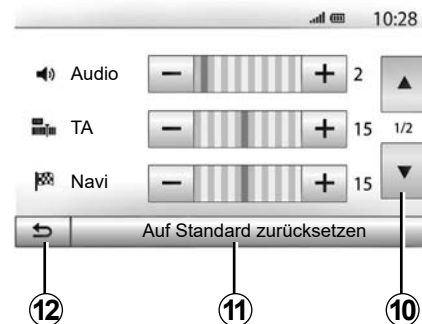 10:28
Audio − + 2
TA − + 15 1/2
Navi − + 15
Auf Standard zurücksetzen
12 11 10